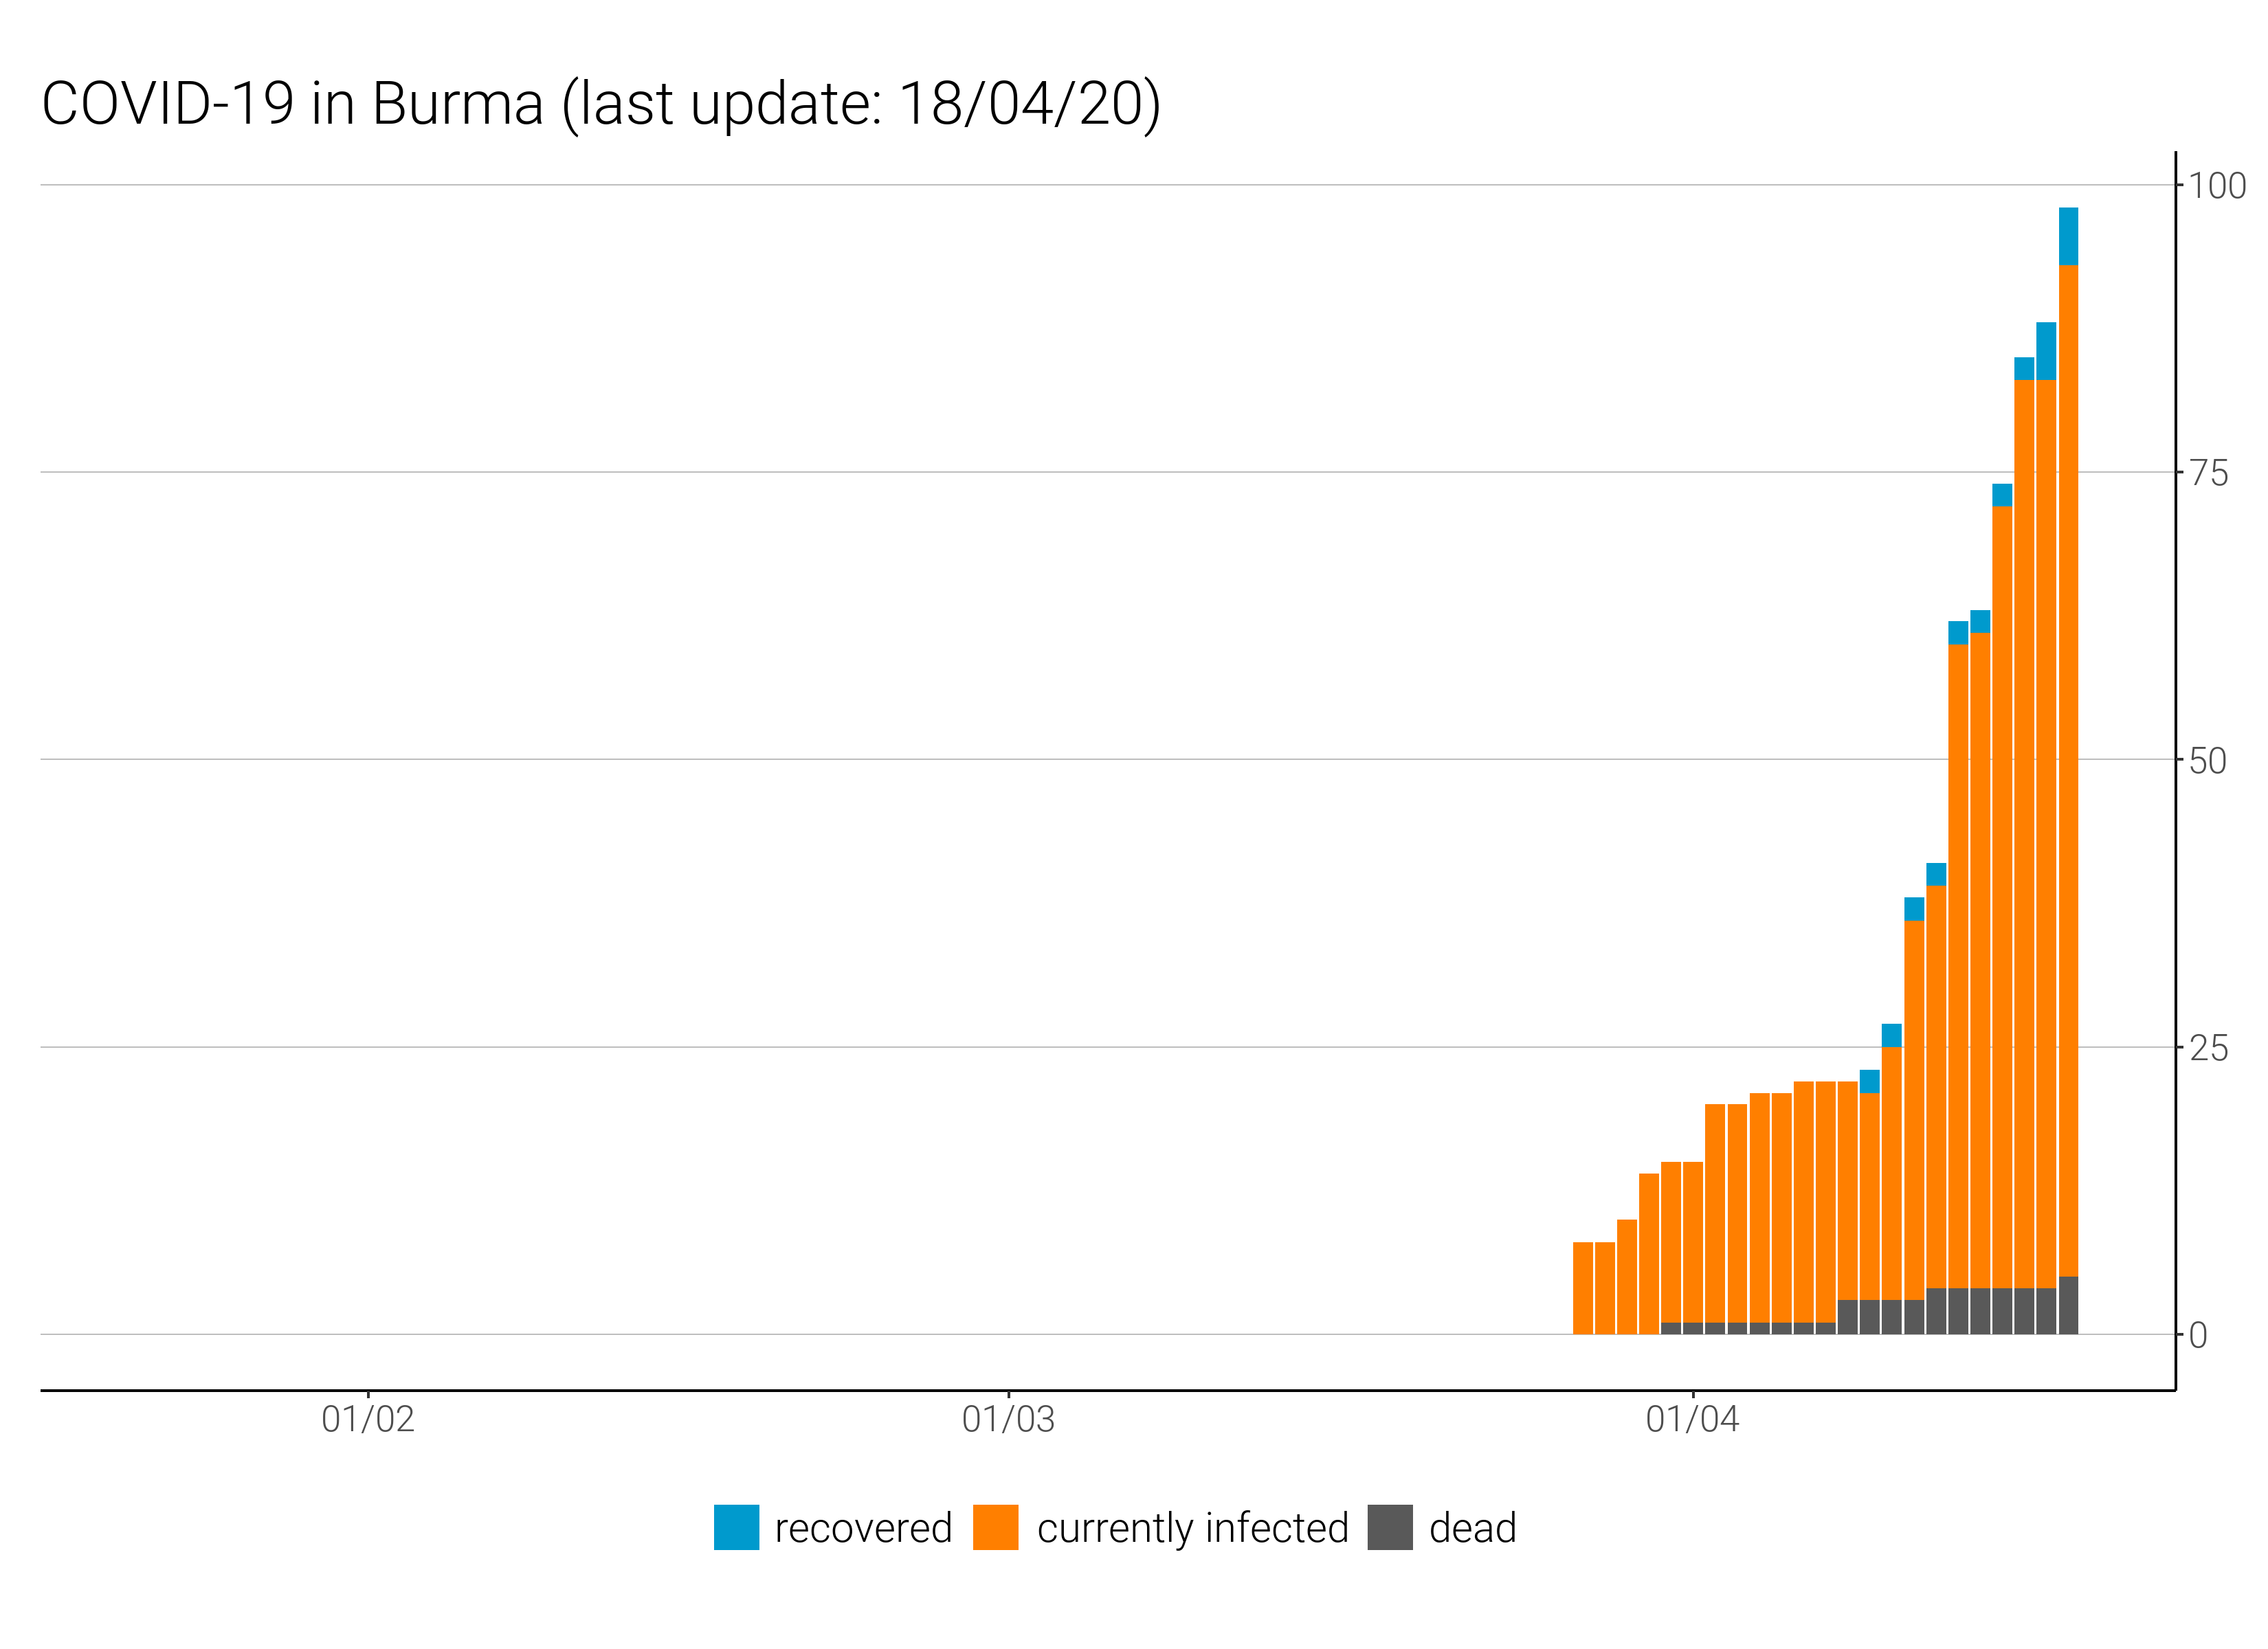 COVID-19 in Burma (last update: 18/04/20)
100
75
50
25
0
01/02 01/03 01/04
recovered currently infected dead